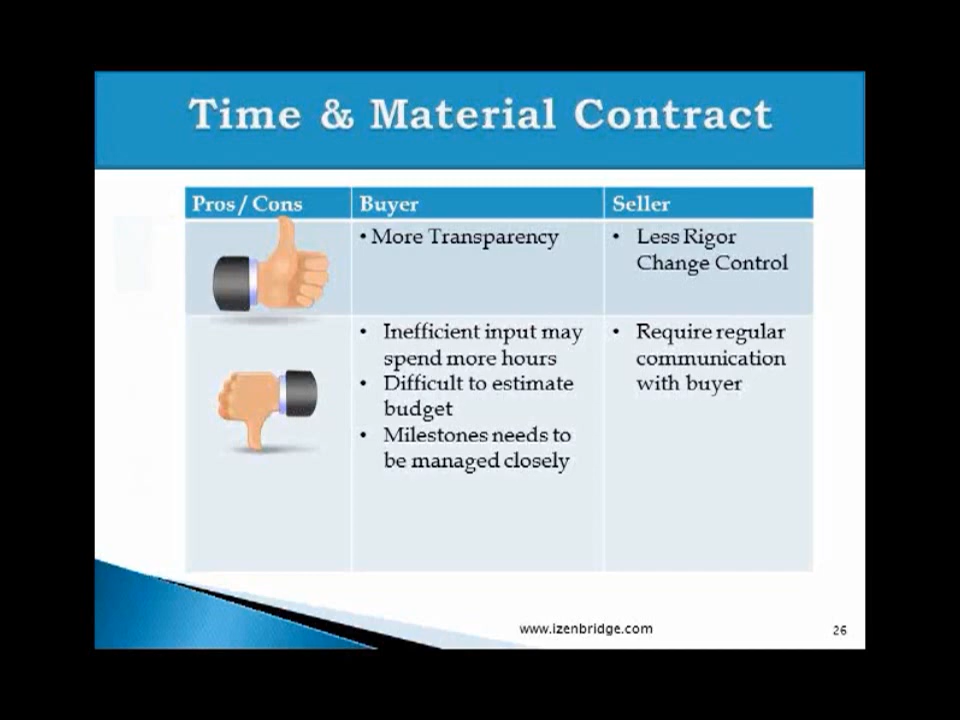 Time & Material Contract
Pros / Cons
Buyer
Seller
• More Transparency
• Less Rigor
Change Control
• Inefficient input may
spend more hours
• Difficult to estimate
budget
• Milestones needs to
be managed closely
• Require regular
communication
with buyer
www.izenbridge.com
26